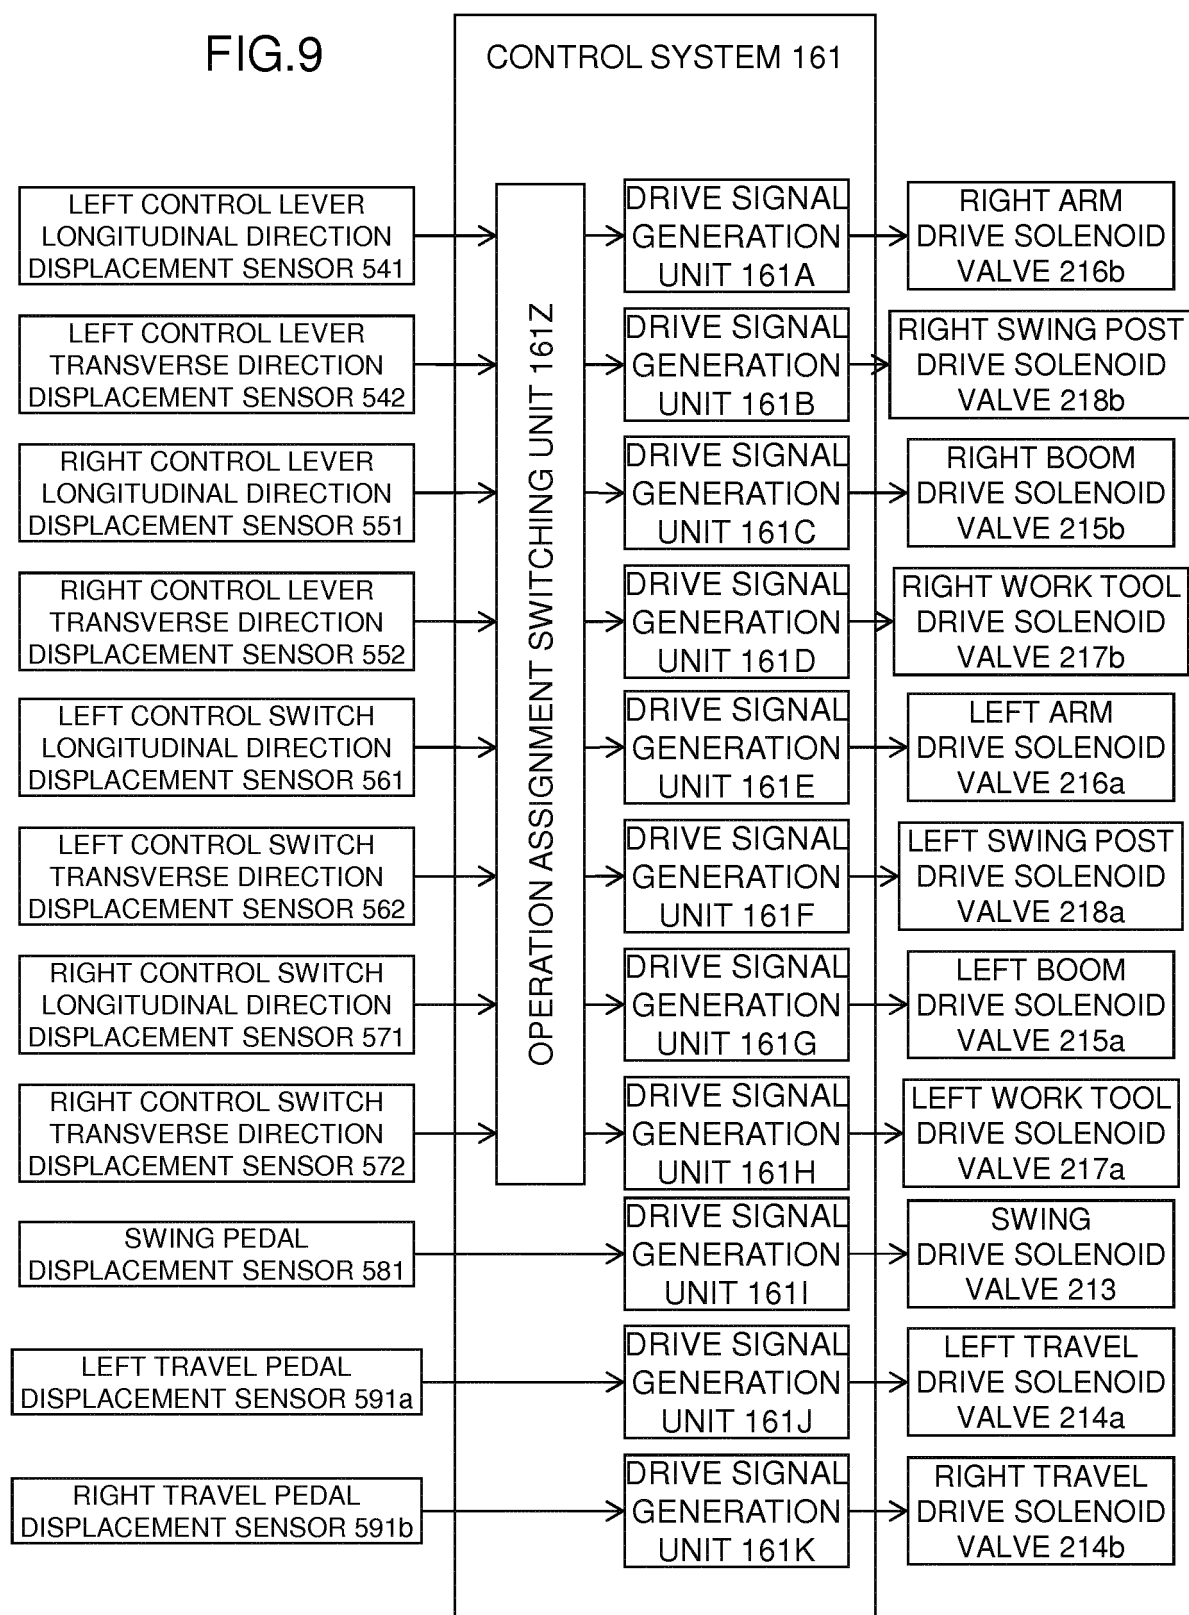 FIG.9
CONTROL SYSTEM 161
LEFT CONTROL LEVER
LONGITUDINAL DIRECTION
DISPLACEMENT SENSOR 541
LEFT CONTROL LEVER
TRANSVERSE DIRECTION
DISPLACEMENT SENSOR 542
RIGHT CONTROL LEVER
LONGITUDINAL DIRECTION
DISPLACEMENT SENSOR 551
RIGHT CONTROL LEVER
TRANSVERSE DIRECTION
DISPLACEMENT SENSOR 552
LEFT CONTROL SWITCH
LONGITUDINAL DIRECTION
DISPLACEMENT SENSOR 561
LEFT CONTROL SWITCH
TRANSVERSE DIRECTION
DISPLACEMENT SENSOR 562
RIGHT CONTROL SWITCH
LONGITUDINAL DIRECTION
DISPLACEMENT SENSOR 571
RIGHT CONTROL SWITCH
TRANSVERSE DIRECTION
DISPLACEMENT SENSOR 572
SWING PEDAL
DISPLACEMENT SENSOR 581
LEFT TRAVEL PEDAL
DISPLACEMENT SENSOR 591a
RIGHT TRAVEL PEDAL
DISPLACEMENT SENSOR 591b
OPERATION ASSIGNMENT SWITCHING UNIT 161Z
DRIVE SIGNAL
GENERATION
UNIT 161A
DRIVE SIGNAL
GENERATION
UNIT 161B
DRIVE SIGNAL
GENERATION
UNIT 161C
DRIVE SIGNAL
GENERATION
UNIT 161D
DRIVE SIGNAL
GENERATION
UNIT 161E
DRIVE SIGNAL
GENERATION
UNIT 161F
DRIVE SIGNAL
GENERATION
UNIT 161G
DRIVE SIGNAL
GENERATION
UNIT 161H
DRIVE SIGNAL
GENERATION
UNIT 161I
DRIVE SIGNAL
GENERATION
UNIT 161J
DRIVE SIGNAL
GENERATION
UNIT 161K
RIGHT ARM
DRIVE SOLENOID
VALVE 216b
RIGHT SWING POST
DRIVE SOLENOID
VALVE 218b
RIGHT BOOM
DRIVE SOLENOID
VALVE 215b
RIGHT WORK TOOL
DRIVE SOLENOID
VALVE 217b
LEFT ARM
DRIVE SOLENOID
VALVE 216a
LEFT SWING POST
DRIVE SOLENOID
VALVE 218a
LEFT BOOM
DRIVE SOLENOID
VALVE 215a
LEFT WORK TOOL
DRIVE SOLENOID
VALVE 217a
SWING
DRIVE SOLENOID
VALVE 213
LEFT TRAVEL
DRIVE SOLENOID
VALVE 214a
RIGHT TRAVEL
DRIVE SOLENOID
VALVE 214b